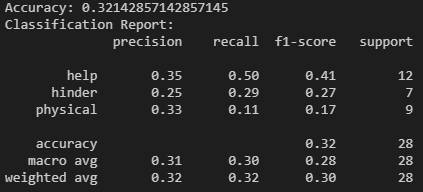 Accuracy: 0.32142857142857145
Classification Report:
precision recall f1-score support
help 0.35 0.50 0.41 12
hinder 0.25 0.29 0.27 7
physical 0.33 0.11 0.17 9
accuracy 0.32 28
macro avg 0.31 0.30 0.28 28
weighted avg 0.32 0.32 0.30 28